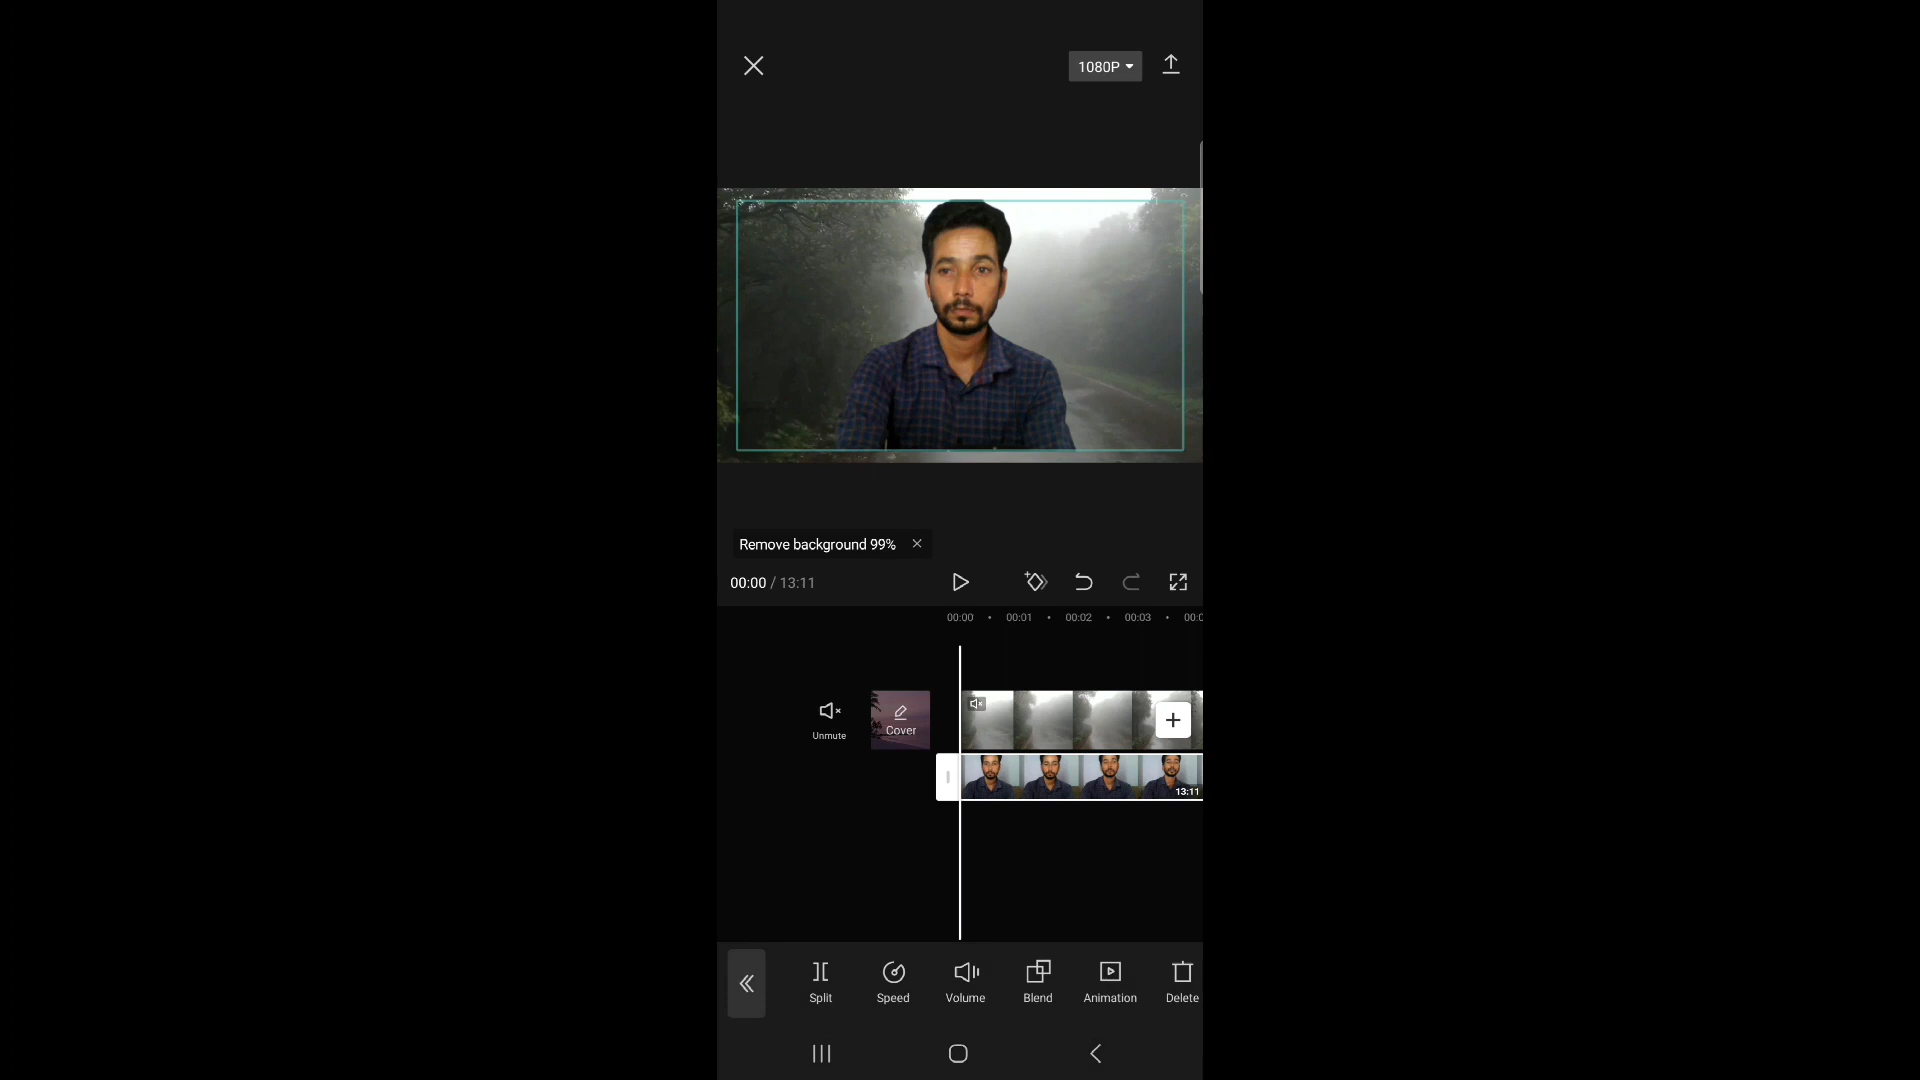 1080P
Remove background 99%
00:00 / 13:11
00:00 00:01 00:02 00:03
Unmute
Cover
13:11
Split Speed Volume Blend Animation Delete